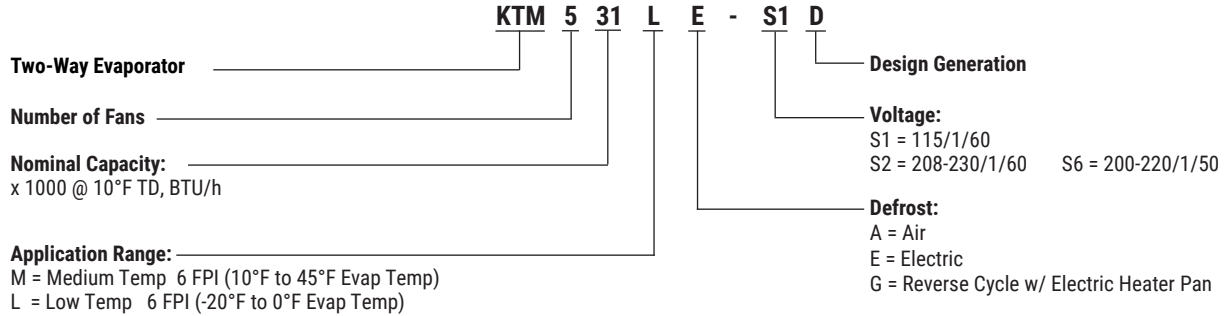 KTM 5 31 L E - S1 D
Two-Way Evaporator
Number of Fans
Nominal Capacity:
x 1000 @ 10°F TD, BTU/h
Application Range:
M = Medium Temp 6 FPI (10°F to 45°F Evap Temp)
L = Low Temp 6 FPI (-20°F to 0°F Evap Temp)
Design Generation
Voltage:
S1 = 115/1/60
S2 = 208-230/1/60 S6 = 200-220/1/50
Defrost:
A = Air
E = Electric
G = Reverse Cycle w/ Electric Heater Pan